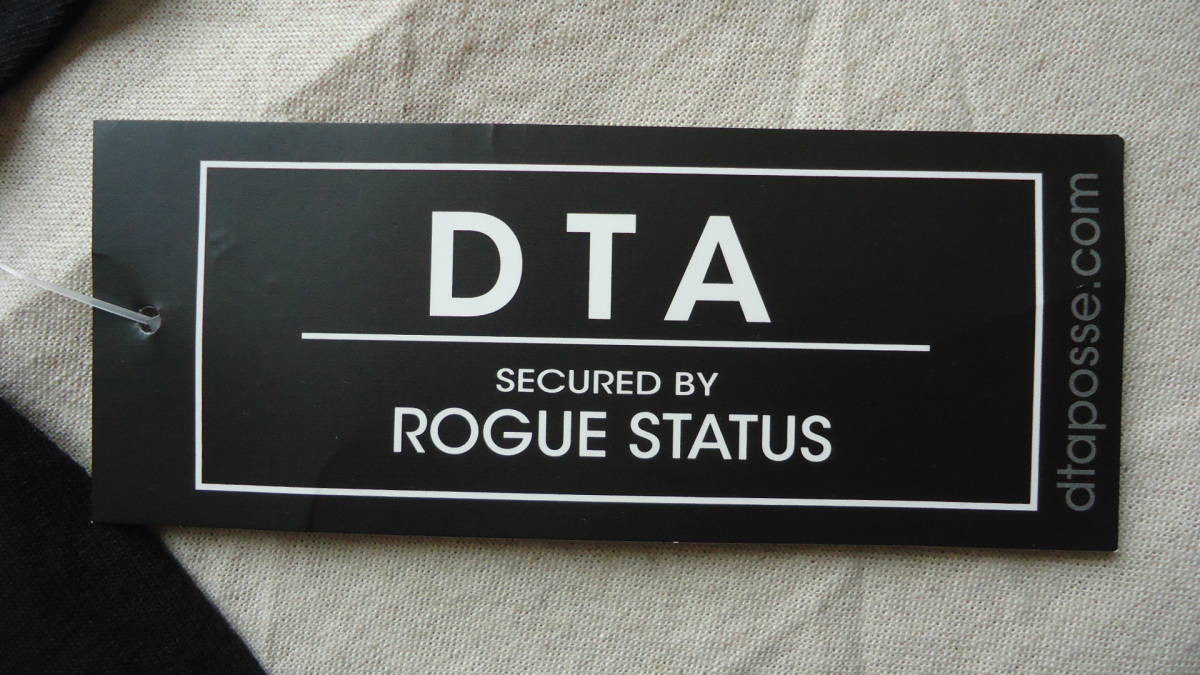 DTA
SECURED BY
ROGUE STATUS
dtaposse.com